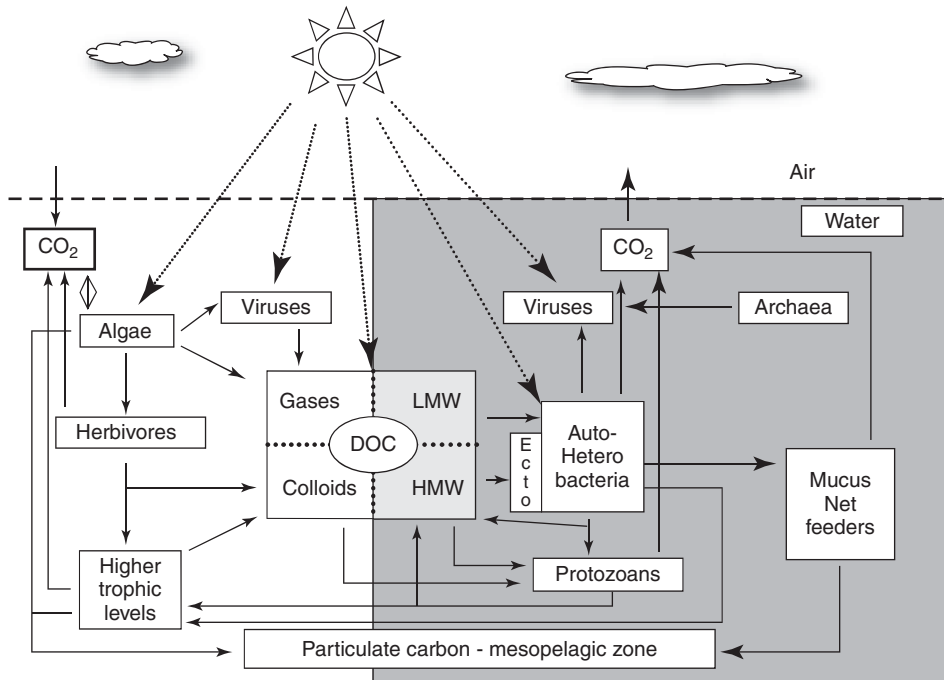 Air
Water
CO₂
CO₂
Viruses
Viruses
Archaea
Algae
Gases
LMW
DOC
Colloids
HMW
Herbivores
Ecto
Auto-
Hetero
bacteria
Mucus
Net
feeders
Higher
trophic
levels
Protozoans
Particulate carbon - mesopelagic zone